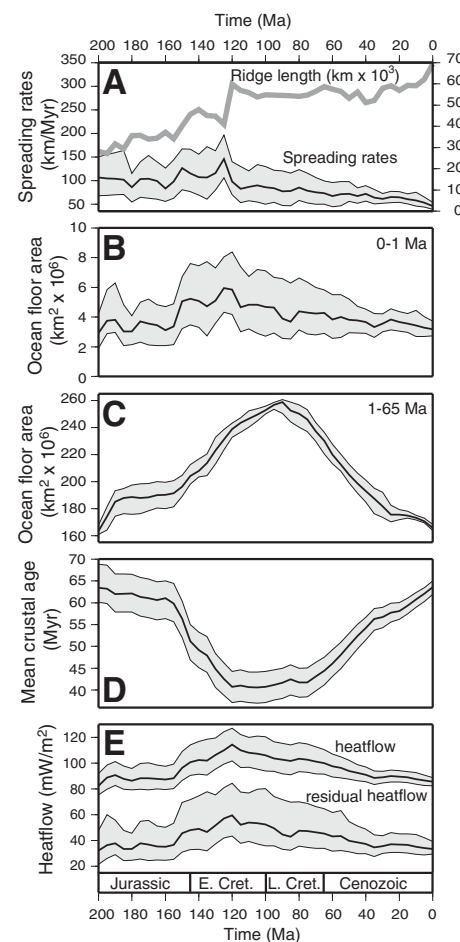 Time (Ma)
200 180 160 140 120 100 80 60 40 20 0
A
Ridge length (km x 10³)
Spreading rates
Spreading rates
(km/Myr)
350
300
250
200
150
100
50
70
60
50
40
30
20
10
0
B
0-1 Ma
Ocean floor area
(km² x 10⁶)
10
8
6
4
2
0
C
1-65 Ma
Ocean floor area
(km² x 10⁶)
260
240
220
200
180
160
D
Mean crustal age
(Myr)
70
65
60
55
50
45
40
E
heatflow
residual heatflow
Heatflow (mW/m²)
120
100
80
60
40
20
Jurassic E. Cret. L. Cret. Cenozoic
200 180 160 140 120 100 80 60 40 20 0
Time (Ma)